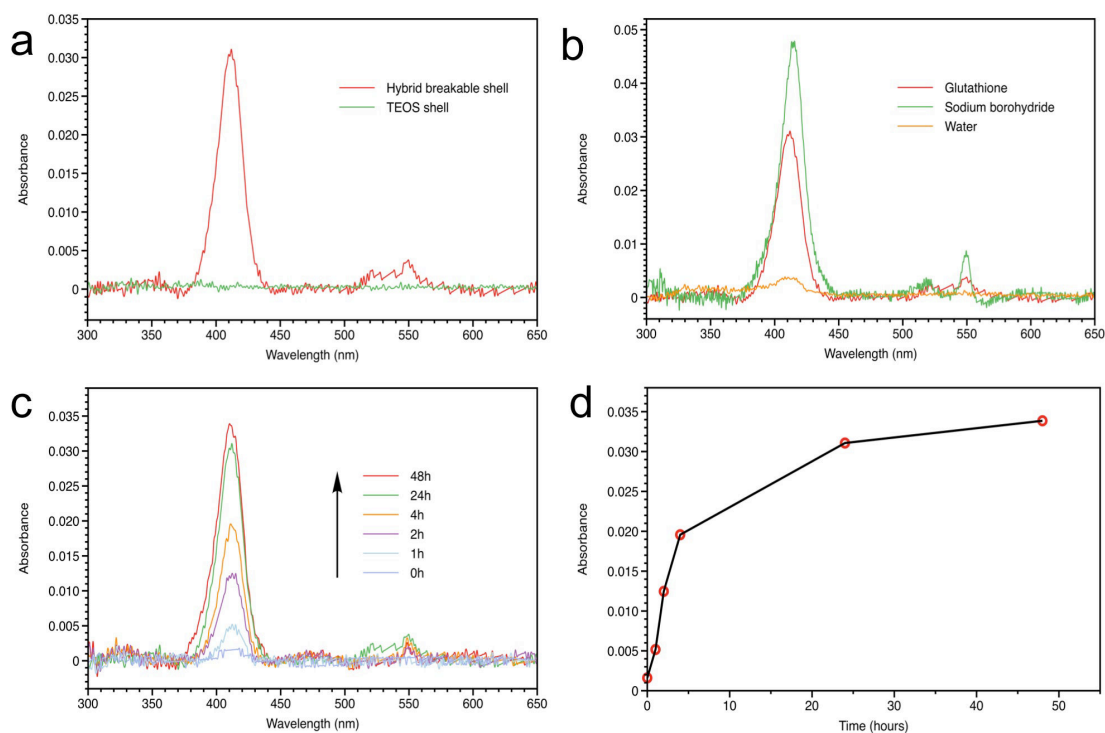 a
0.035
0.030
0.025
0.020
0.015
0.010
0.005
0
Absorbance
Hybrid breakable shell
TEOS shell
300 350 400 450 500 550 600 650
Wavelength (nm)
b
0.05
0.04
0.03
0.02
0.01
0
Absorbance
Glutathione
Sodium borohydride
Water
300 350 400 450 500 550 600 650
Wavelength (nm)
c
0.035
0.030
0.025
0.020
0.015
0.010
0.005
0
Absorbance
48h
24h
4h
2h
1h
0h
300 350 400 450 500 550 600 650
Wavelength (nm)
d
0.035
0.030
0.025
0.020
0.015
0.010
0.005
0
Absorbance
0 10 20 30 40 50
Time (hours)